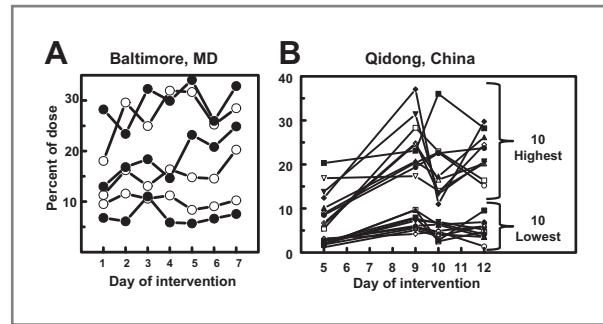 A
Baltimore, MD
Percent of dose
30
20
10
0
1 2 3 4 5 6 7
Day of intervention
B
Qidong, China
40
30
20
10
0
5 6 7 8 9 10 11 12
Day of intervention
10
Highest
10
Lowest